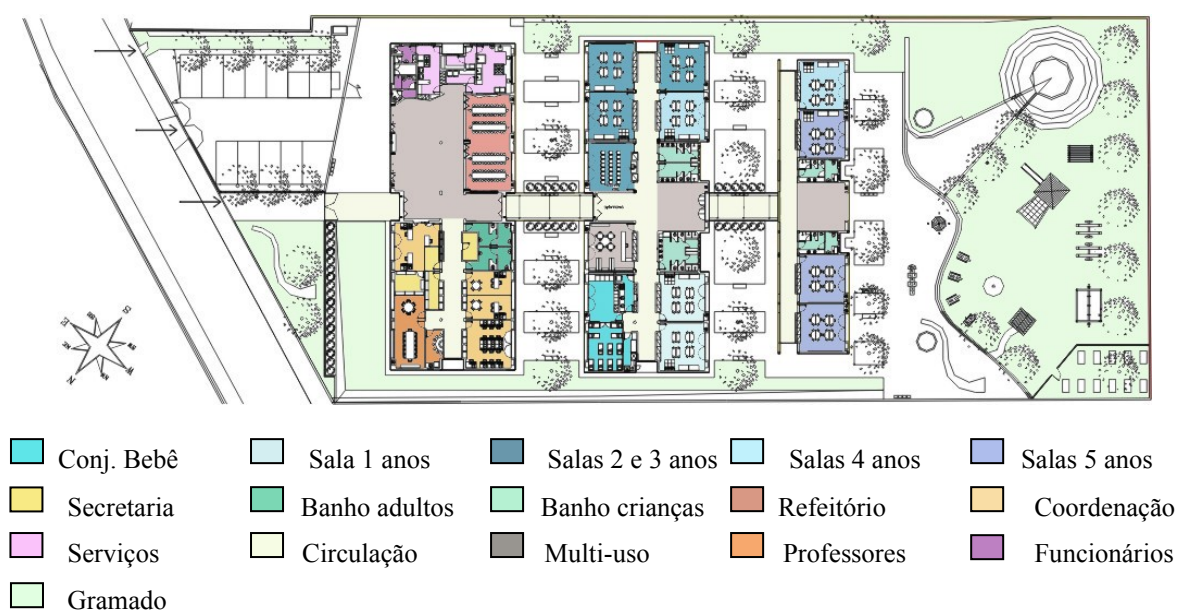 Conj. Bebê Sala 1 anos Salas 2 e 3 anos Salas 4 anos Salas 5 anos
Secretaria Banho adultos Banho crianças Refeitório Coordenação
Serviços Circulação Multi-uso Professores Funcionários
Gramado